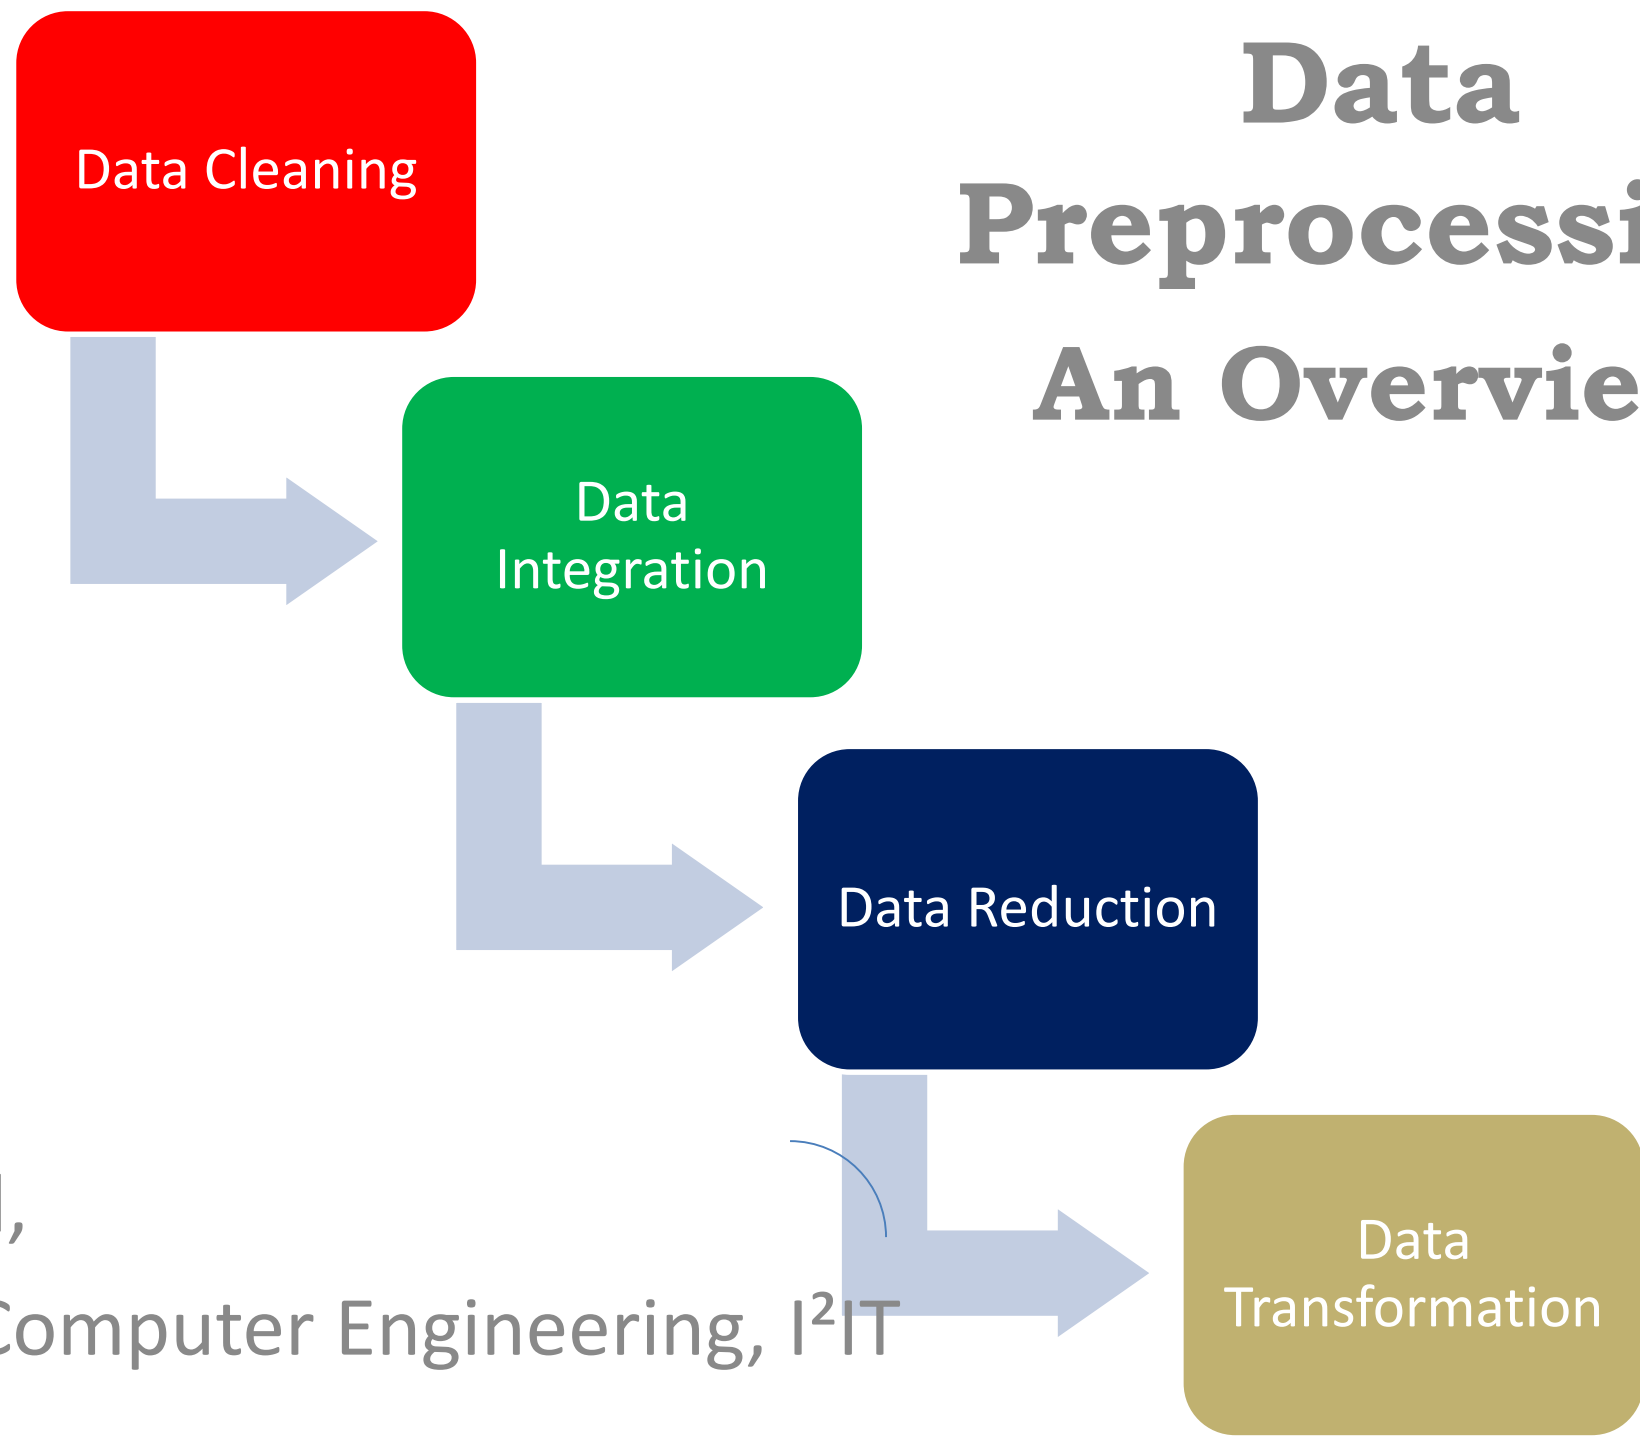 Data
Preprocessi
An Overvie
Data Cleaning
Data
Integration
Data Reduction
Data
Transformation
Computer Engineering, I²IT